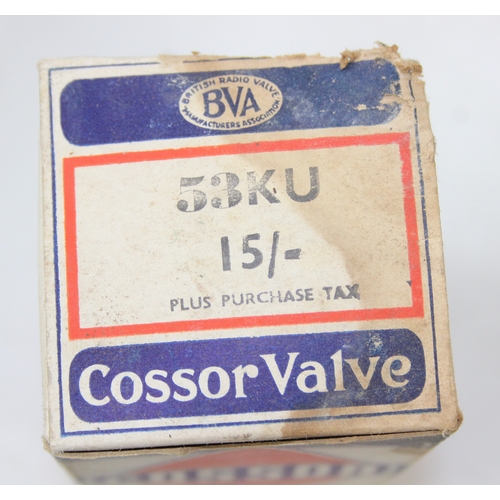 BRITISH RADIO VALVE
BVA
MANUFACTURERS ASSOCIATION
53KU
15/-
PLUS PURCHASE TAX
Cossor Valve